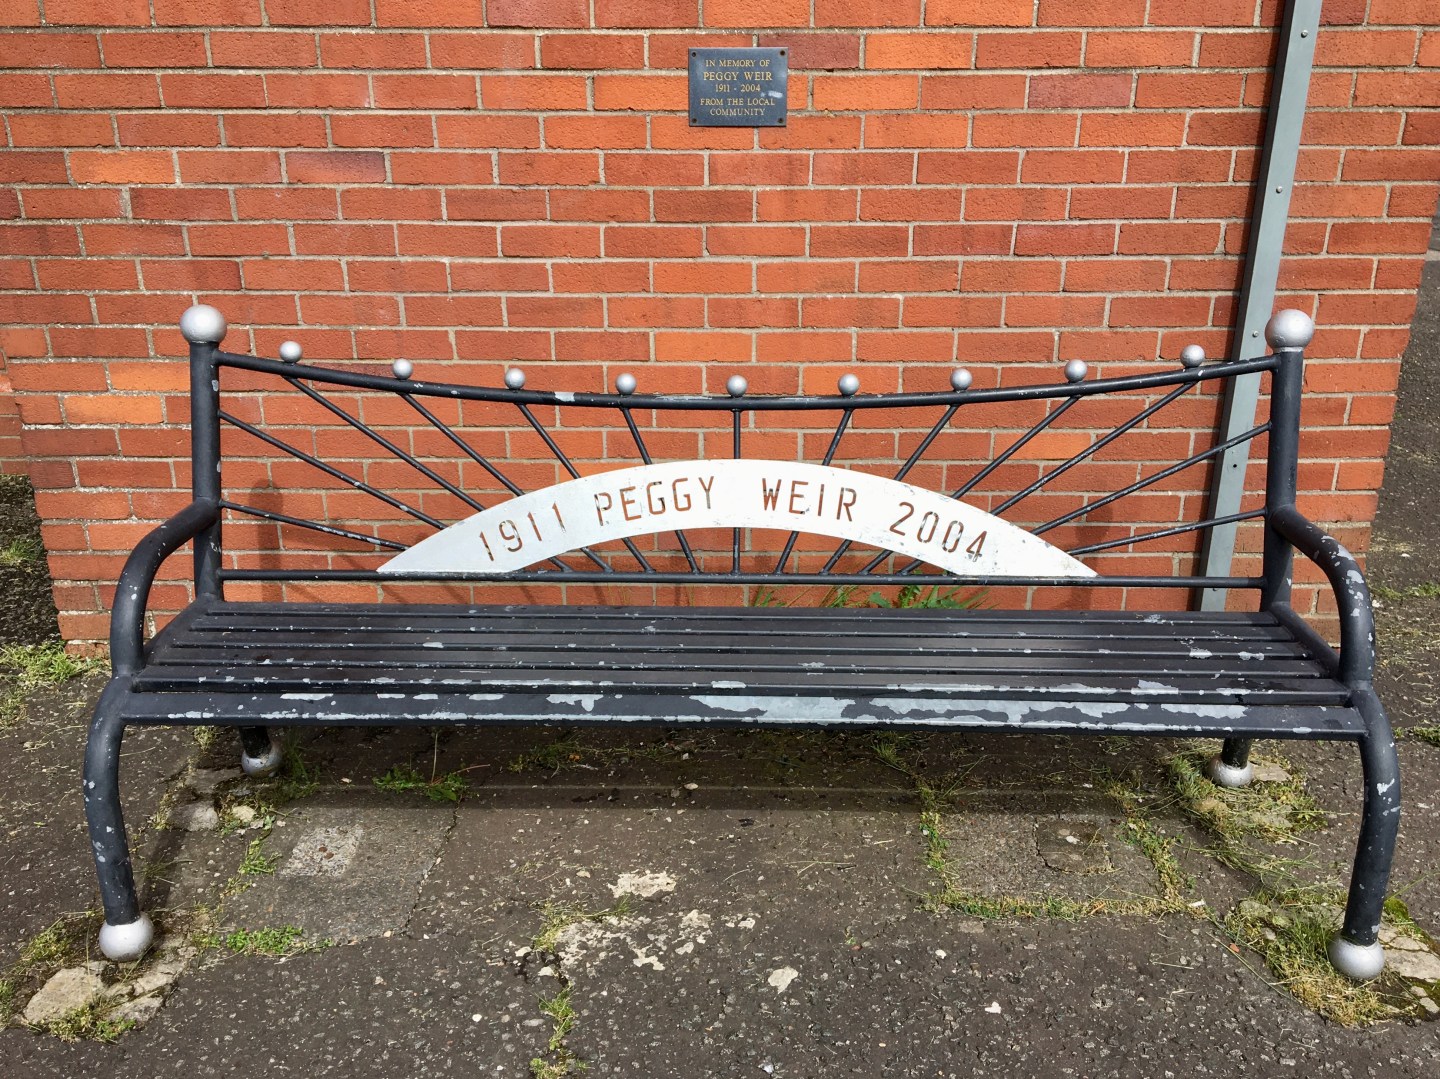 IN MEMORY OF
PEGGY WEIR
1911 - 2004
FROM THE LOCAL
COMMUNITY
1911 PEGGY WEIR 2004